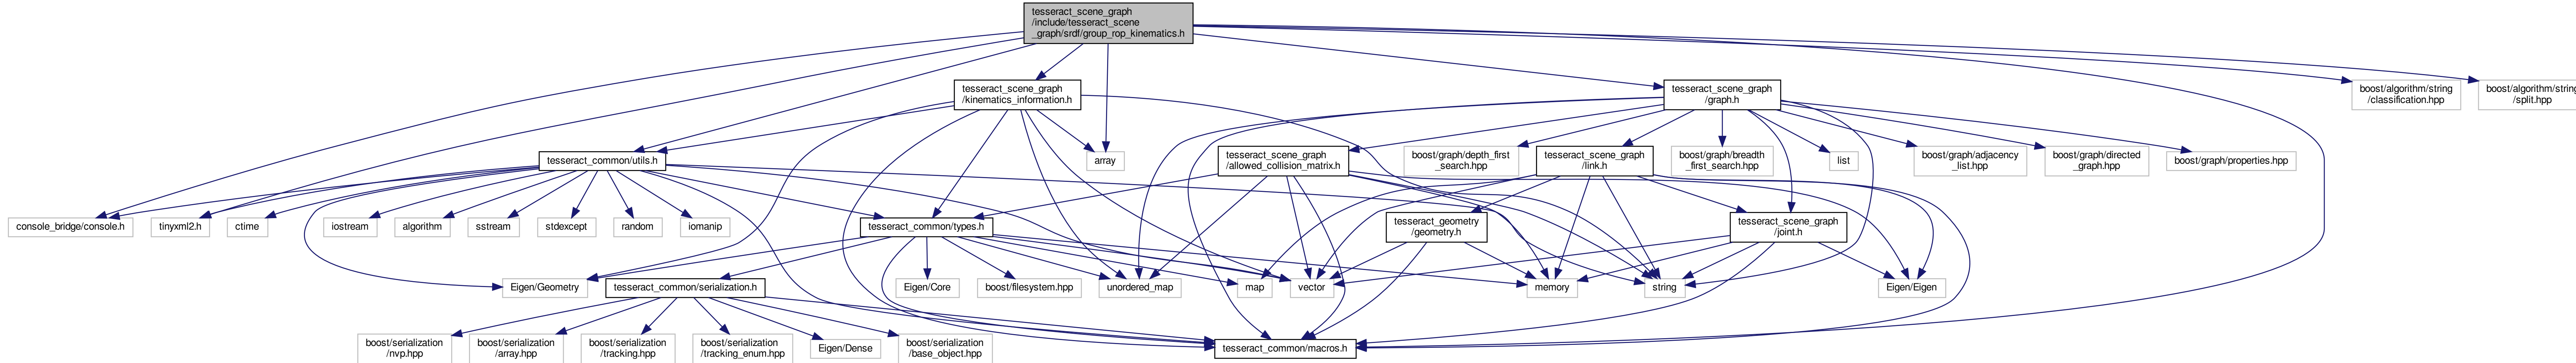 tesseract_scene_graph
/include/tesseract_scene
_graph/srdf/group_rop_kinematics.h
tesseract_scene_graph
/kinematics_information.h
tesseract_scene_graph
/graph.h
boost/algorithm/string
/classification.hpp
boost/algorithm/string
/split.hpp
tesseract_common/utils.h
array
tesseract_scene_graph
/allowed_collision_matrix.h
boost/graph/depth_first
_search.hpp
tesseract_scene_graph
/link.h
boost/graph/breadth
_first_search.hpp
list
boost/graph/adjacency
_list.hpp
boost/graph/directed
_graph.hpp
boost/graph/properties.hpp
console_bridge/console.h
tinyxml2.h
ctime
iostream
algorithm
sstream
stdexcept
random
iomanip
tesseract_common/types.h
tesseract_geometry
/geometry.h
tesseract_scene_graph
/joint.h
Eigen/Geometry
tesseract_common/serialization.h
Eigen/Core
boost/filesystem.hpp
unordered_map
map
vector
memory
string
Eigen/Eigen
boost/serialization
/nvp.hpp
boost/serialization
/array.hpp
boost/serialization
/tracking.hpp
boost/serialization
/tracking_enum.hpp
Eigen/Dense
boost/serialization
/base_object.hpp
tesseract_common/macros.h